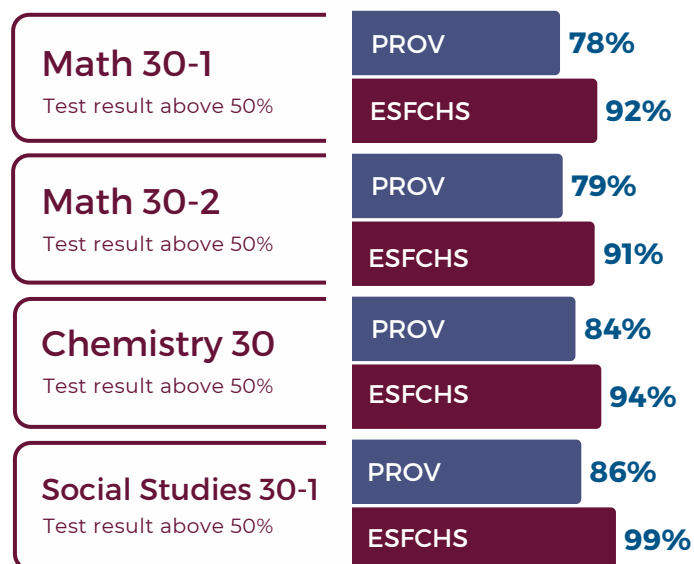 Math 30-1
Test result above 50%
PROV
78%
ESFCHS
92%
Math 30-2
Test result above 50%
PROV
79%
ESFCHS
91%
Chemistry 30
Test result above 50%
PROV
84%
ESFCHS
94%
Social Studies 30-1
Test result above 50%
PROV
86%
ESFCHS
99%